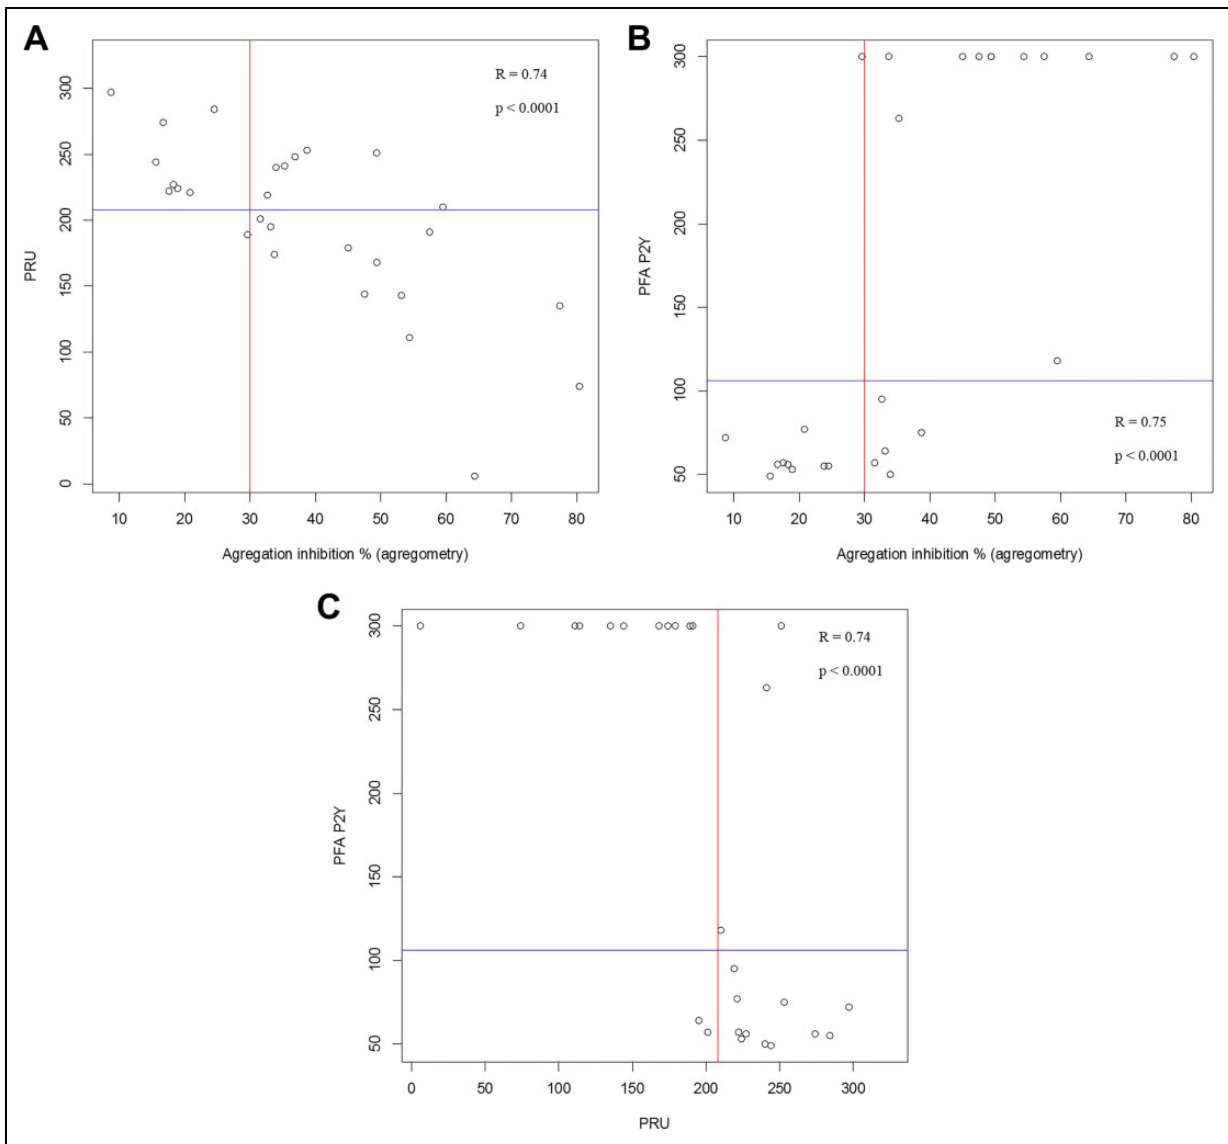 A
R = 0.74
p < 0.0001
PRU
300
250
200
150
100
50
0
10 20 30 40 50 60 70 80
Agregation inhibition % (agregometry)
B
PFA P2Y
300
250
200
150
100
50
R = 0.75
p < 0.0001
10 20 30 40 50 60 70 80
Agregation inhibition % (agregometry)
C
R = 0.74
p < 0.0001
PFA P2Y
300
250
200
150
100
50
0 50 100 150 200 250 300
PRU